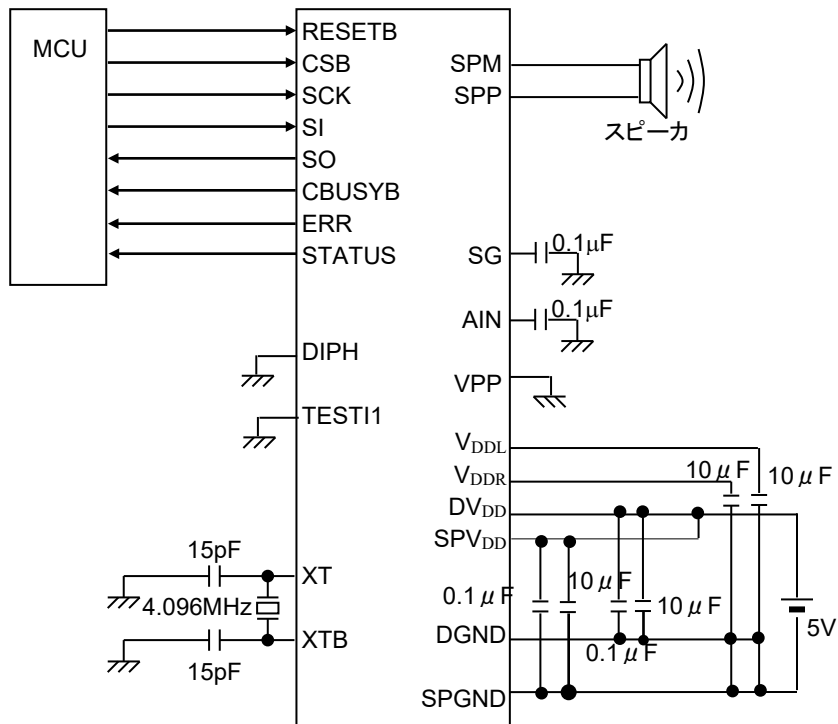 MCU
RESETB
CSB
SCK
SI
SO
CBUSYB
ERR
STATUS
DIPH
TESTI1
15pF
XT
4.096MHz
XTB
15pF
SPM
SPP
スピーカ
SG
0.1μF
AIN
0.1μF
VPP
VDDL
VDDR
DVDD
SPVDD
10μF
10μF
0.1μF
10μF
10μF
0.1μF
DGND
SPGND
5V